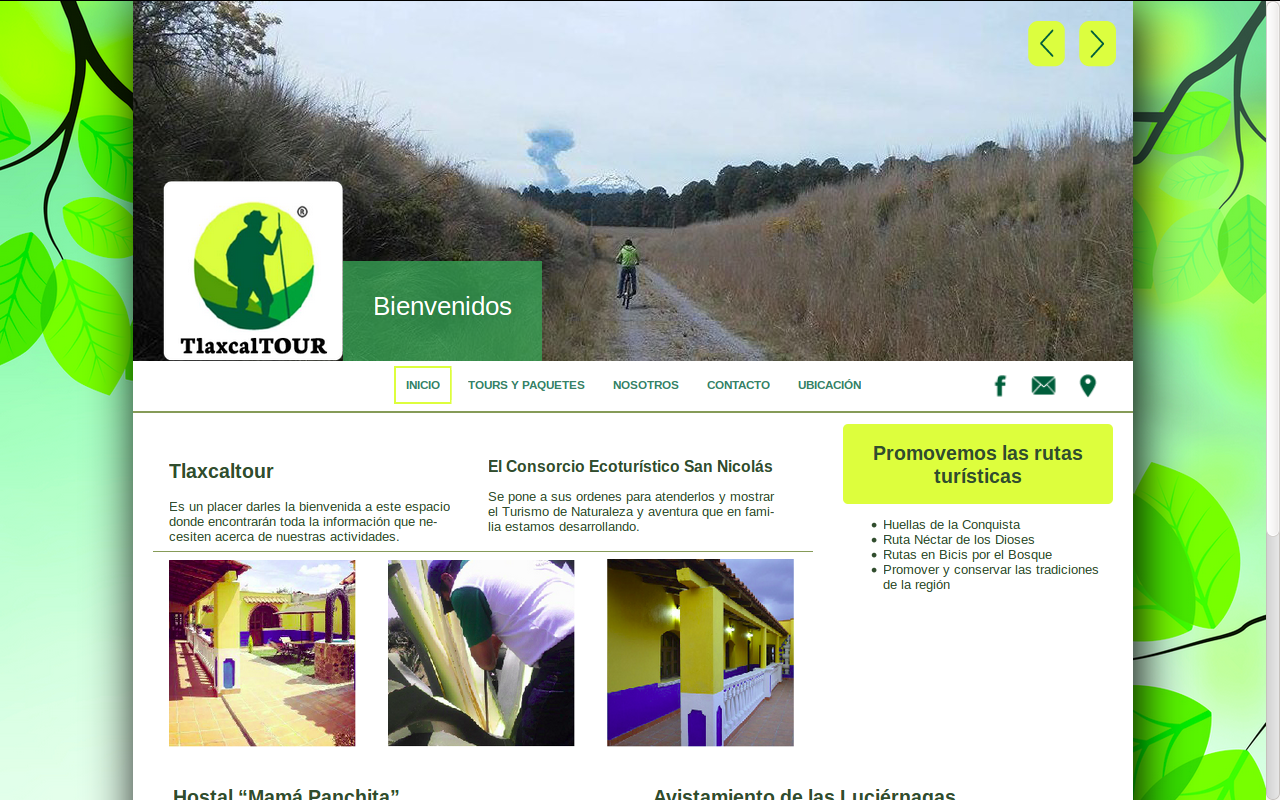 ®
TlaxcalTOUR
Bienvenidos
INICIO TOURS Y PAQUETES NOSOTROS CONTACTO UBICACIÓN
Tlaxcaltour
Es un placer darles la bienvenida a este espacio
donde encontrarán toda la información que ne-
cesiten acerca de nuestras actividades.
El Consorcio Ecoturístico San Nicolás
Se pone a sus ordenes para atenderlos y mostrar
el Turismo de Naturaleza y aventura que en fami-
lia estamos desarrollando.
Promovemos las rutas
turísticas
• Huellas de la Conquista
• Ruta Néctar de los Dioses
• Rutas en Bicis por el Bosque
• Promover y conservar las tradiciones
de la región
Hostal “Mamá Panchita”
Avistamiento de las Luciérnagas